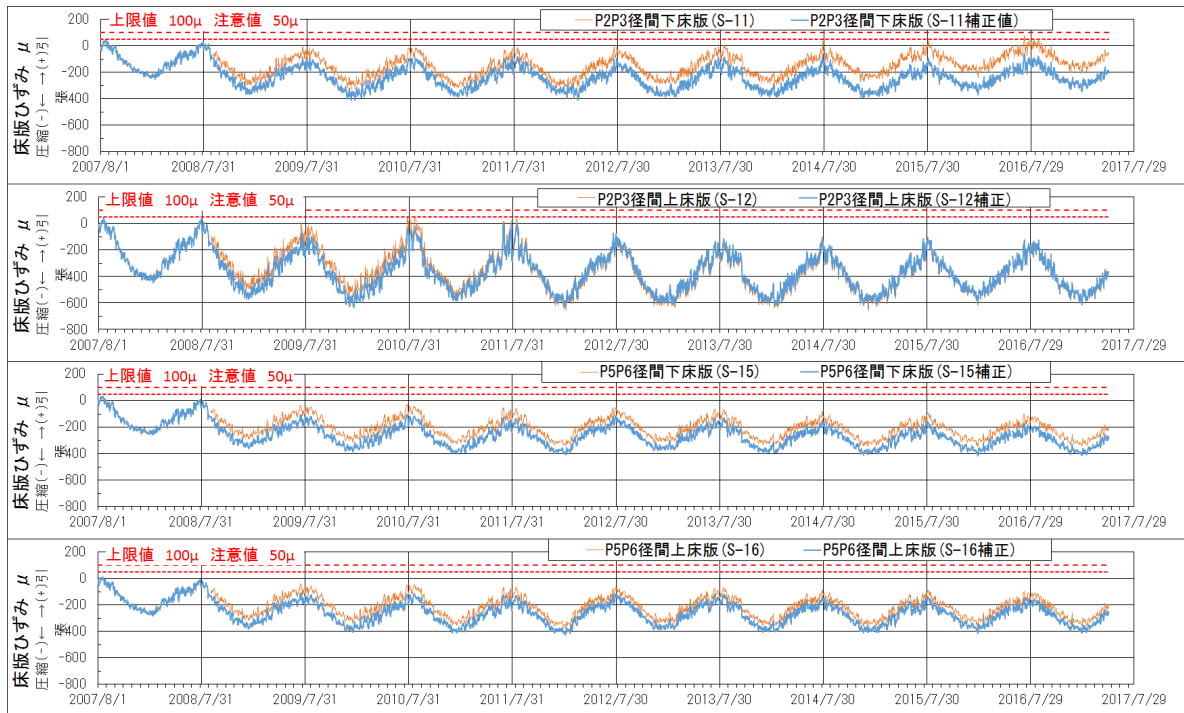 上限値 100μ 注意値 50μ
P2P3径間下床版(S-11) P2P3径間下床版(S-11補正値)
床版ひずみ μ
圧縮(-)← →(+)引張
200
0
-200
-400
-600
-800
2007/8/1 2008/7/31 2009/7/31 2010/7/31 2011/7/31 2012/7/30 2013/7/30 2014/7/30 2015/7/30 2016/7/29 2017/7/29
上限値 100μ 注意値 50μ
P2P3径間上床版(S-12) P2P3径間上床版(S-12補正)
床版ひずみ μ
圧縮(-)← →(+)引張
200
0
-200
-400
-600
-800
2007/8/1 2008/7/31 2009/7/31 2010/7/31 2011/7/31 2012/7/30 2013/7/30 2014/7/30 2015/7/30 2016/7/29 2017/7/29
上限値 100μ 注意値 50μ
P5P6径間下床版(S-15) P5P6径間下床版(S-15補正)
床版ひずみ μ
圧縮(-)← →(+)引張
200
0
-200
-400
-600
-800
2007/8/1 2008/7/31 2009/7/31 2010/7/31 2011/7/31 2012/7/30 2013/7/30 2014/7/30 2015/7/30 2016/7/29 2017/7/29
上限値 100μ 注意値 50μ
P5P6径間上床版(S-16) P5P6径間上床版(S-16補正)
床版ひずみ μ
圧縮(-)← →(+)引張
200
0
-200
-400
-600
-800
2007/8/1 2008/7/31 2009/7/31 2010/7/31 2011/7/31 2012/7/30 2013/7/30 2014/7/30 2015/7/30 2016/7/29 2017/7/29